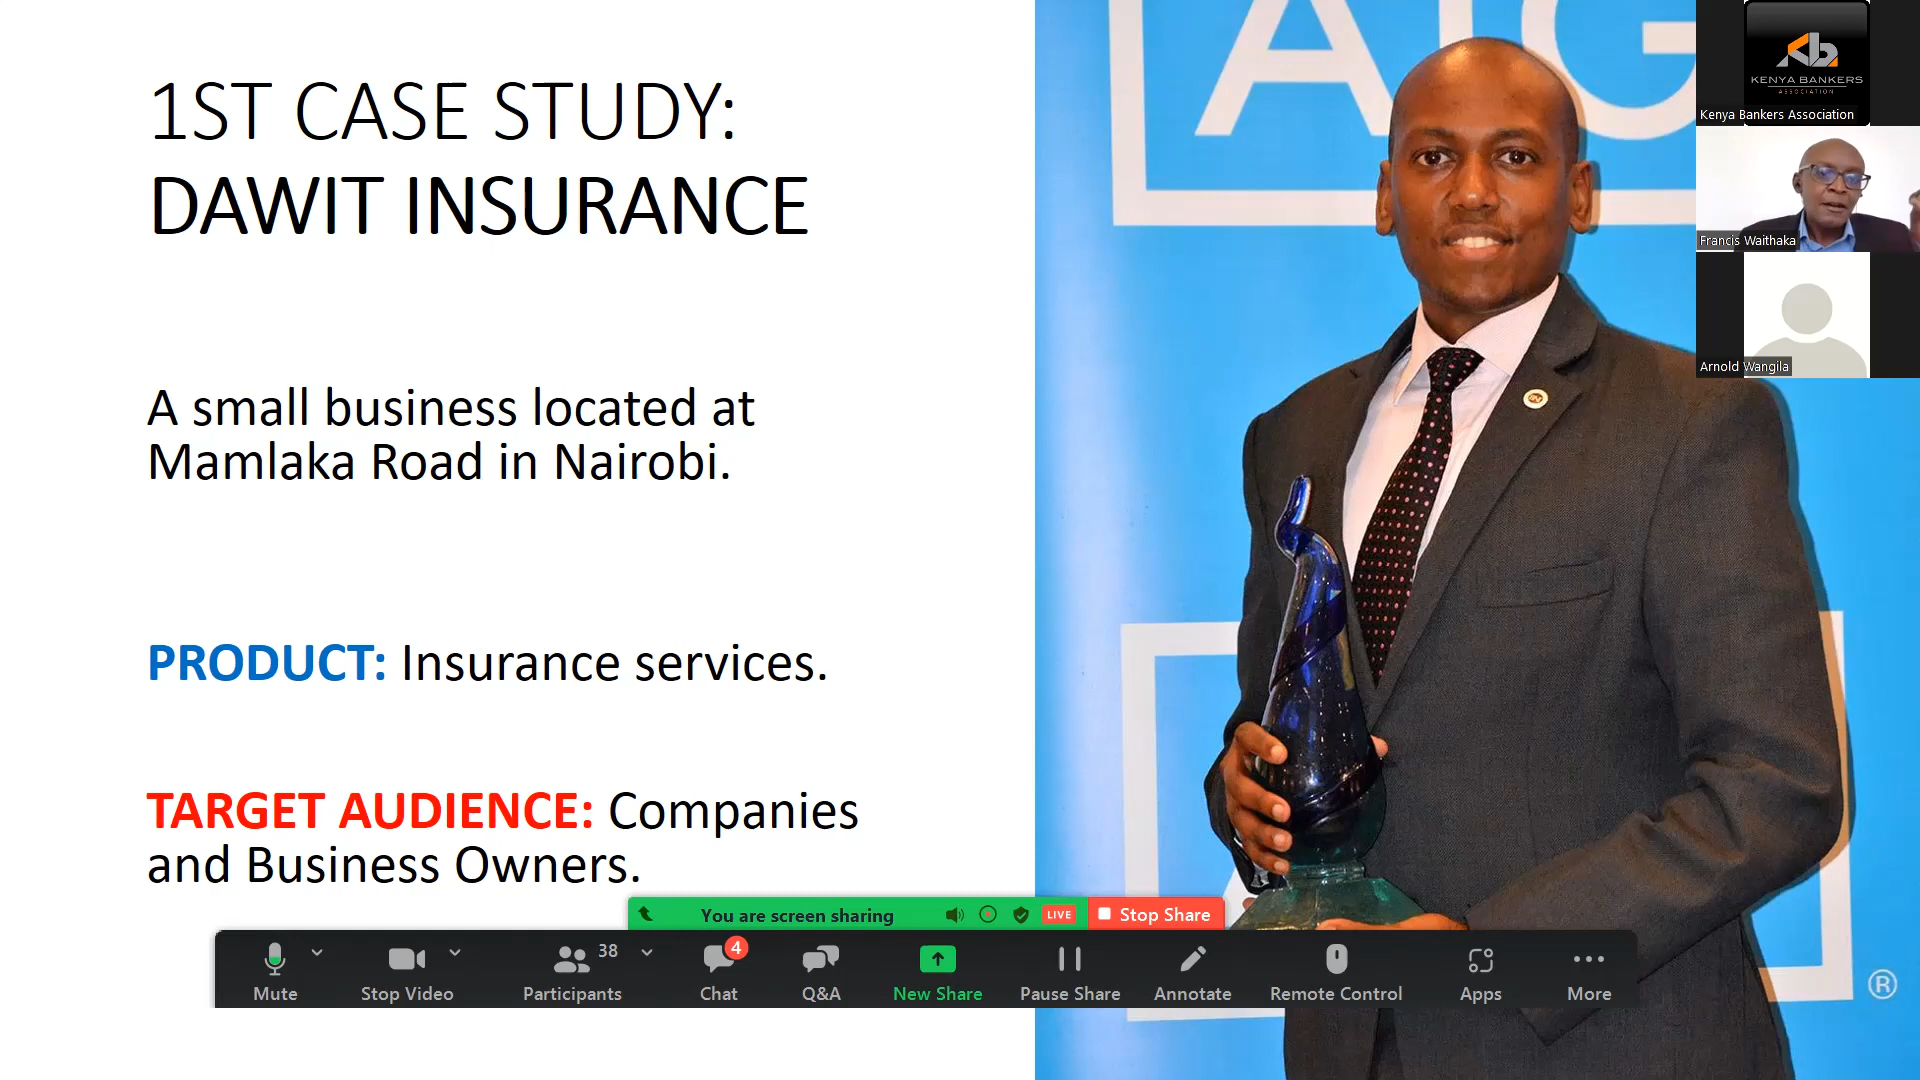 1ST CASE STUDY:
DAWIT INSURANCE
A small business located at
Mamlaka Road in Nairobi.
PRODUCT: Insurance services.
TARGET AUDIENCE: Companies
and Business Owners.
AIG
®
KENYA BANKERS
ASSOCIATION
Kenya Bankers Association
Francis Waithaka
Arnold Wangila
You are screen sharing
LIVE
Stop Share
Mute
Stop Video
38
Participants
4
Chat
Q&A
New Share
Pause Share
Annotate
Remote Control
Apps
More